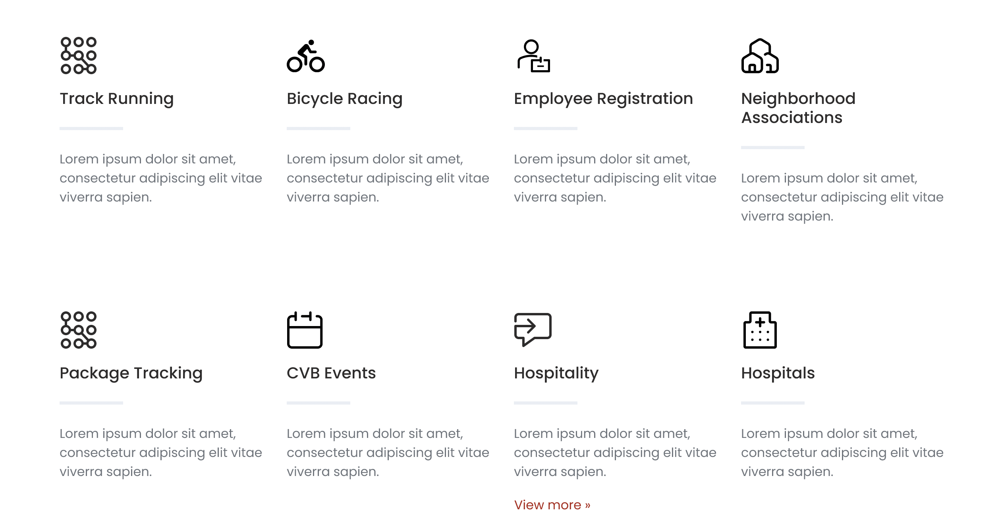 Track Running
Lorem ipsum dolor sit amet,
consectetur adipiscing elit vitae
viverra sapien.
Bicycle Racing
Lorem ipsum dolor sit amet,
consectetur adipiscing elit vitae
viverra sapien.
Employee Registration
Lorem ipsum dolor sit amet,
consectetur adipiscing elit vitae
viverra sapien.
Neighborhood
Associations
Lorem ipsum dolor sit amet,
consectetur adipiscing elit vitae
viverra sapien.
Package Tracking
Lorem ipsum dolor sit amet,
consectetur adipiscing elit vitae
viverra sapien.
CVB Events
Lorem ipsum dolor sit amet,
consectetur adipiscing elit vitae
viverra sapien.
Hospitality
Lorem ipsum dolor sit amet,
consectetur adipiscing elit vitae
viverra sapien.
View more »
Hospitals
Lorem ipsum dolor sit amet,
consectetur adipiscing elit vitae
viverra sapien.